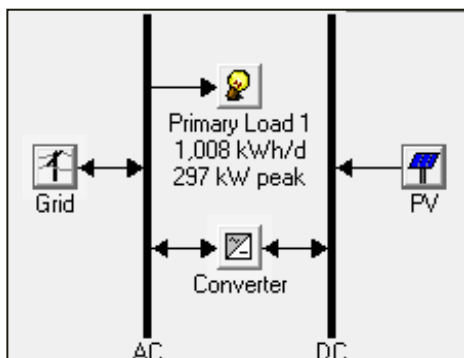 Primary Load 1
1,008 kWh/d
297 kW peak
Grid
PV
Converter
AC
DC